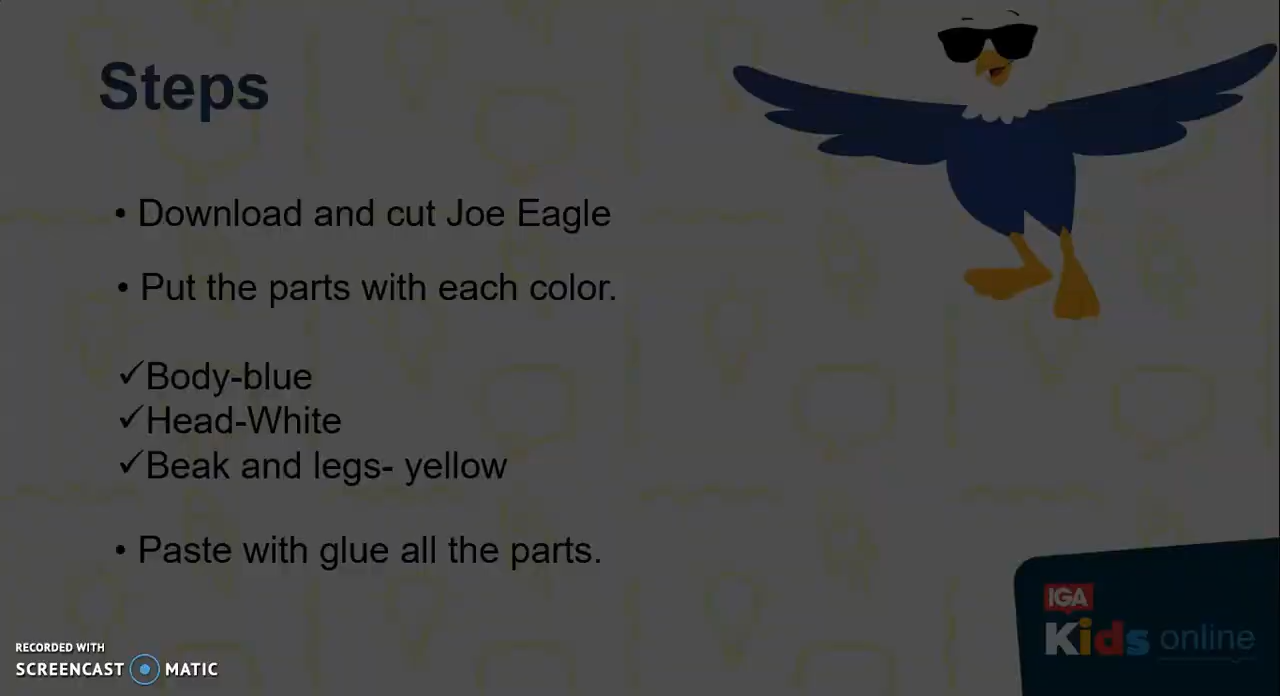 Steps
• Download and cut Joe Eagle
• Put the parts with each color.
✓Body-blue
✓Head-White
✓Beak and legs- yellow
• Paste with glue all the parts.
IGA
Kids online
RECORDED WITH
SCREENCAST MATIC